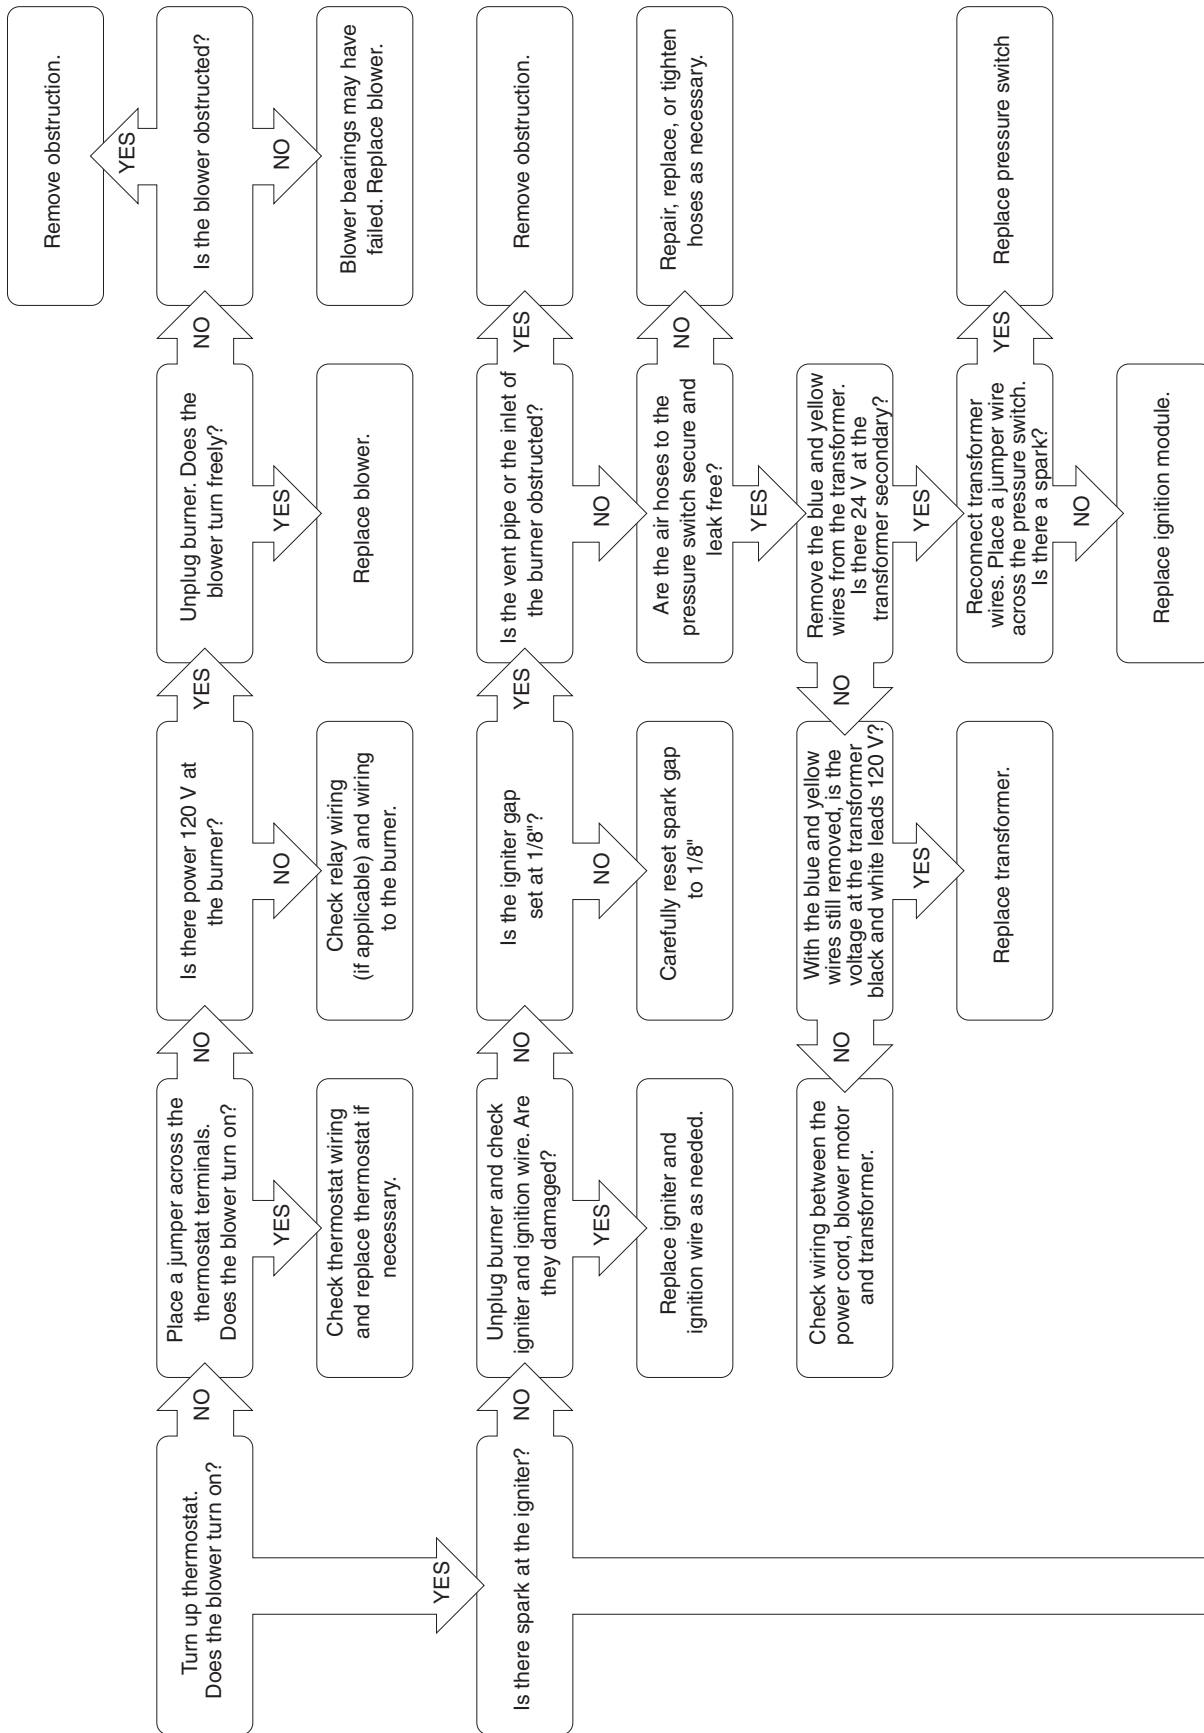 Turn up thermostat.
Does the blower turn on?
NO
Place a jumper across the
thermostat terminals.
Does the blower turn on?
NO
Is there power 120 V at
the burner?
YES
Unplug burner. Does the
blower turn freely?
NO
Is the blower obstructed?
YES
Remove obstruction.
NO
Blower bearings may have
failed. Replace blower.
YES
Replace blower.
NO
Check relay wiring
(if applicable) and wiring
to the burner.
YES
Check thermostat wiring
and replace thermostat if
necessary.
YES
Is there spark at the igniter?
NO
Unplug burner and check
igniter and ignition wire. Are
they damaged?
NO
Is the igniter gap
set at 1/8"?
YES
Is the vent pipe or the inlet of
the burner obstructed?
YES
Remove obstruction.
YES
Replace igniter and
ignition wire as needed.
NO
Carefully reset spark gap
to 1/8"
NO
Are the air hoses to the
pressure switch secure and
leak free?
NO
Repair, replace, or tighten
hoses as necessary.
YES
Remove the blue and yellow
wires from the transformer.
Is there 24 V at the
transformer secondary?
NO
With the blue and yellow
wires still removed, is the
voltage at the transformer
black and white leads 120 V?
NO
Check wiring between the
power cord, blower motor
and transformer.
YES
Replace transformer.
YES
Reconnect transformer
wires. Place a jumper wire
across the pressure switch.
Is there a spark?
YES
Replace pressure switch
NO
Replace ignition module.